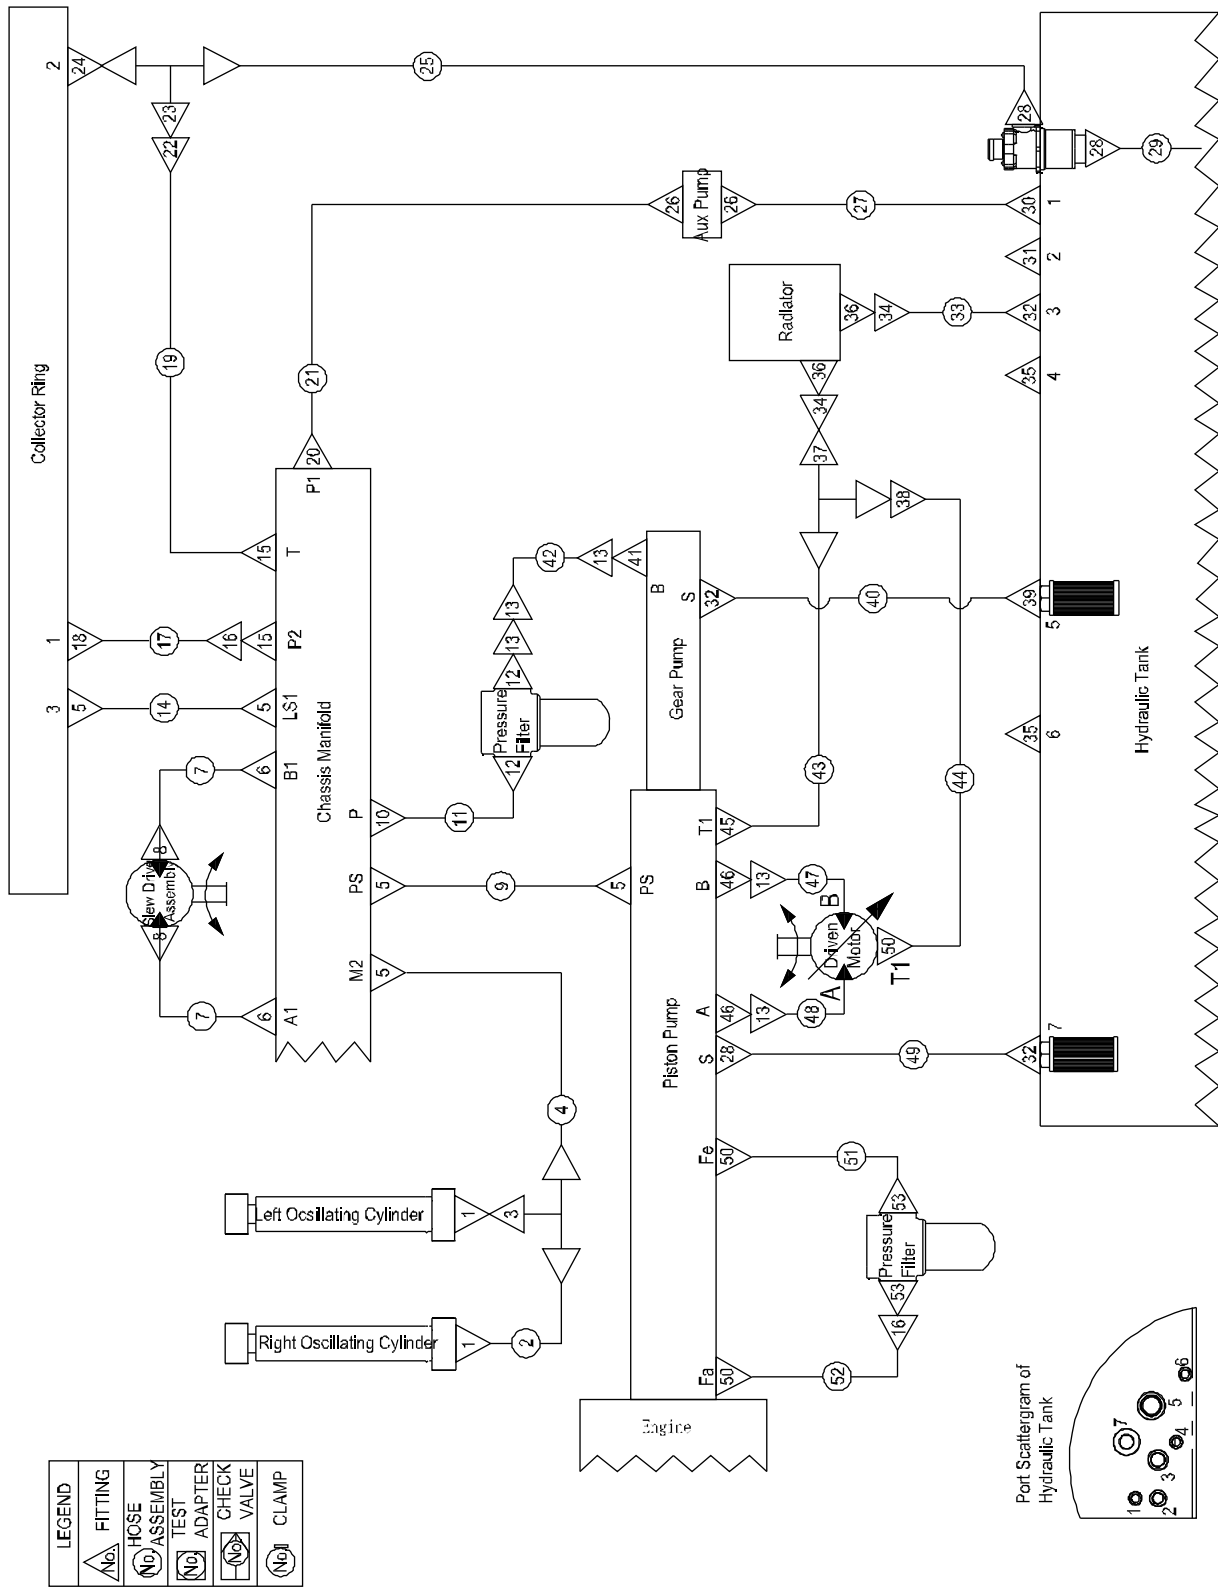 LEGEND
No. FITTING
No. HOSE
ASSEMBLY
No. TEST
ADAPTER
No. CHECK
VALVE
No. CLAMP
Right Oscillating Cylinder
1
2
Left Ocsillating Cylinder
1
3
4
Collector Ring
3
1
2
5
18
24
14
17
16
23
22
19
25
Slew Drive
Assembly
8
8
7
7
6
6
5
15
15
A1
B1
LS1
P2
T
Chassis Manifold
P1
20
21
M2
PS
P
5
5
10
9
11
12
Pressure
Filter
12
13
13
42
13
41
26
Aux Pump
26
27
Engine
Piston Pump
PS
5
Gear Pump
B
S
32
40
Fa
Fe
S
A
B
T1
50
50
28
46
46
45
13
13
48
47
A
B
Driven
Motor
50
T1
43
44
49
52
51
16
53
Pressure
Filter
53
Radiator
36
34
37
38
36
34
33
28
28
29
30
31
32
35
39
35
32
1
2
3
4
5
6
7
Hydraulic Tank
Port Scattergram of
Hydraulic Tank
1
2
3
4
5
6
7